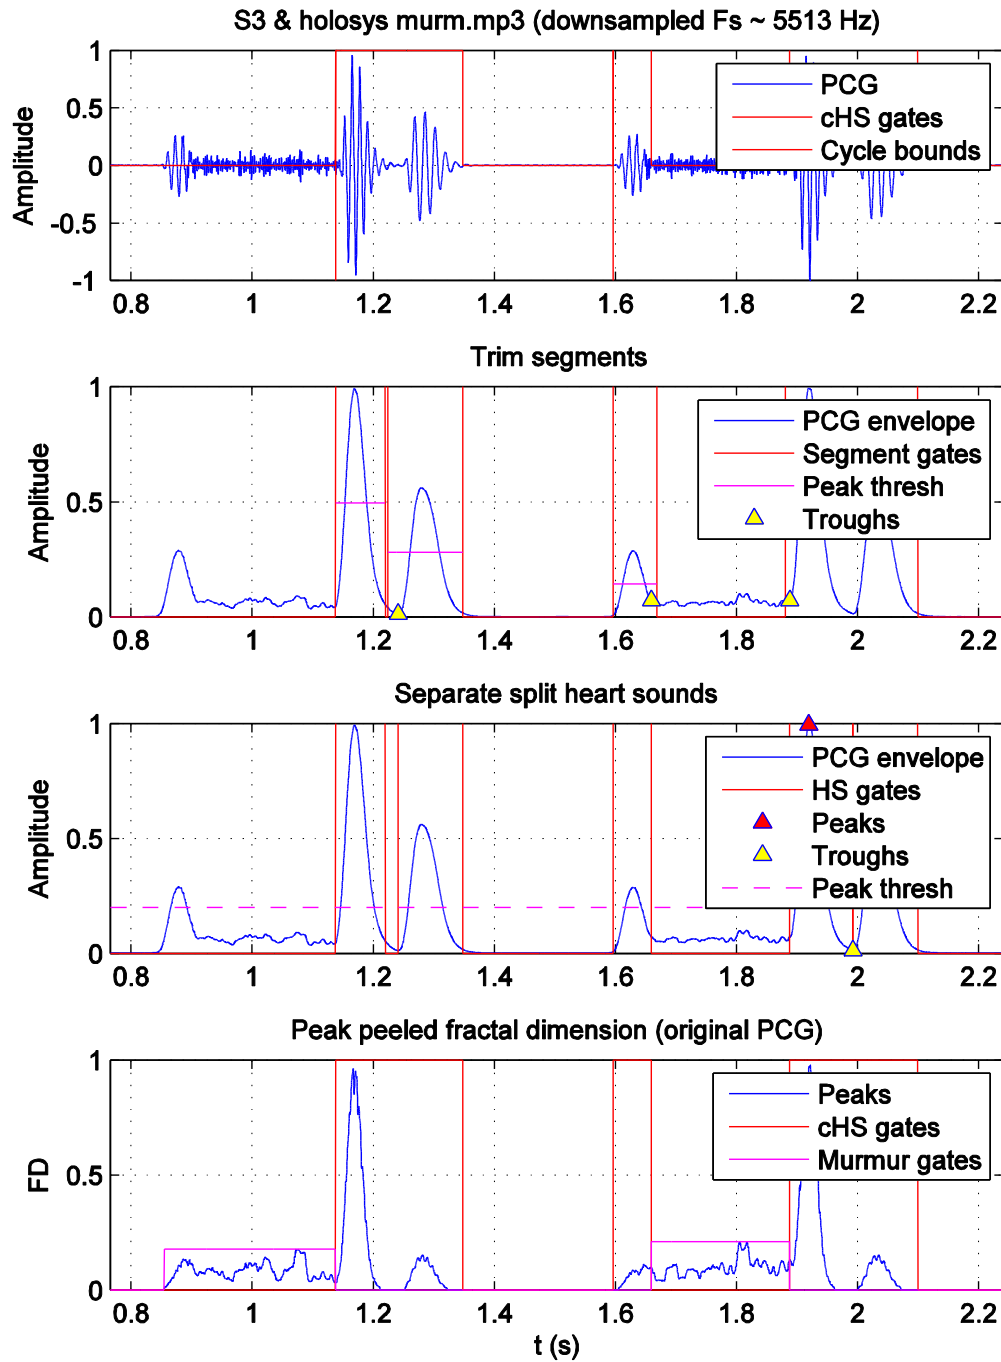 S3 & holosys murm.mp3 (downsampled Fs ~ 5513 Hz)
1
0.5
0
-0.5
-1
Amplitude
PCG
cHS gates
Cycle bounds
0.8 1 1.2 1.4 1.6 1.8 2 2.2
Trim segments
1
0.5
0
Amplitude
PCG envelope
Segment gates
Peak thresh
Troughs
0.8 1 1.2 1.4 1.6 1.8 2 2.2
Separate split heart sounds
1
0.5
0
Amplitude
PCG envelope
HS gates
Peaks
Troughs
Peak thresh
0.8 1 1.2 1.4 1.6 1.8 2 2.2
Peak peeled fractal dimension (original PCG)
1
0.5
0
FD
Peaks
cHS gates
Murmur gates
0.8 1 1.2 1.4 1.6 1.8 2 2.2
t (s)